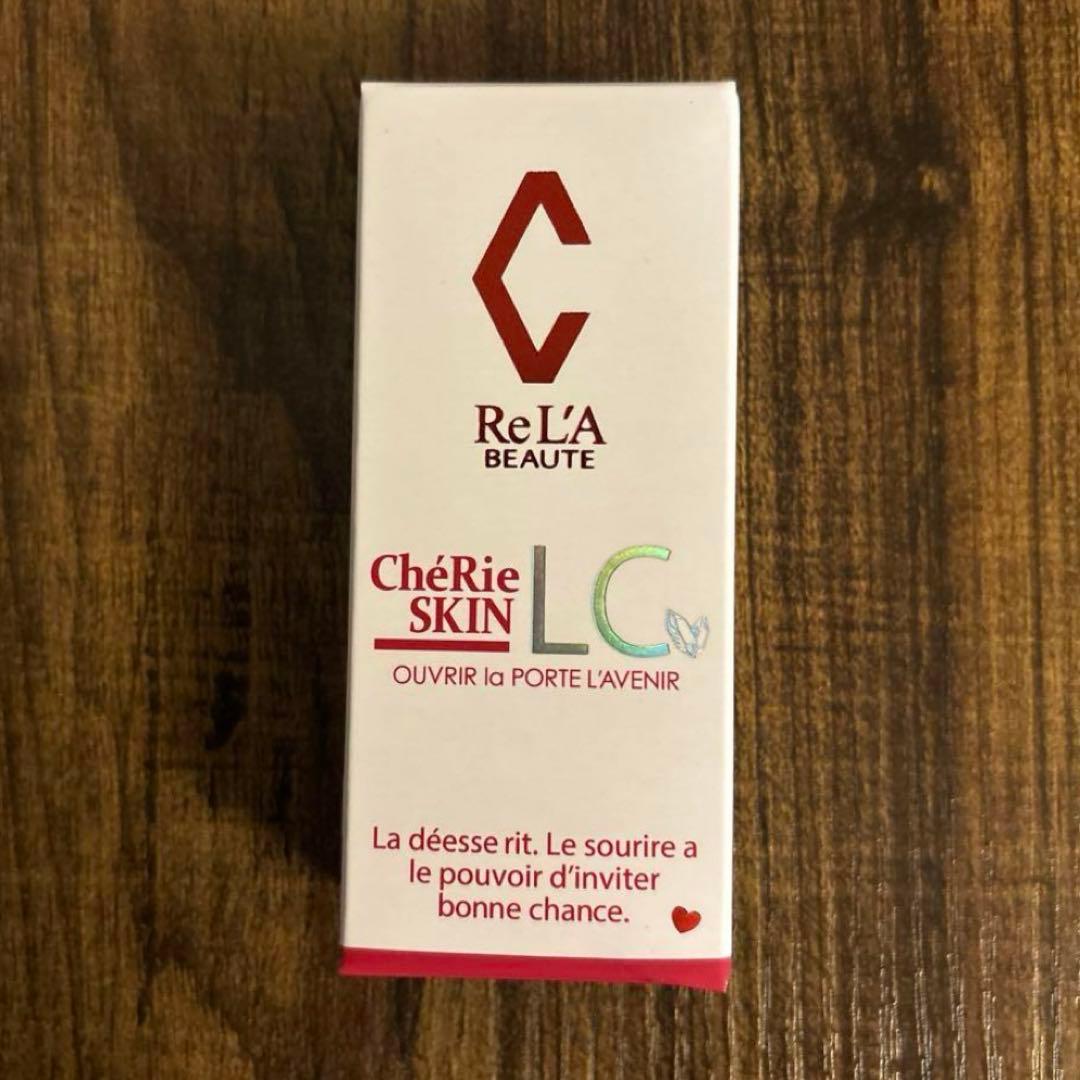 C
ReL'A
BEAUTE
ChéRie
SKIN
LC
OUVRIR la PORTE L'AVENIR
La déesse rit. Le sourire a
le pouvoir d'inviter
bonne chance.